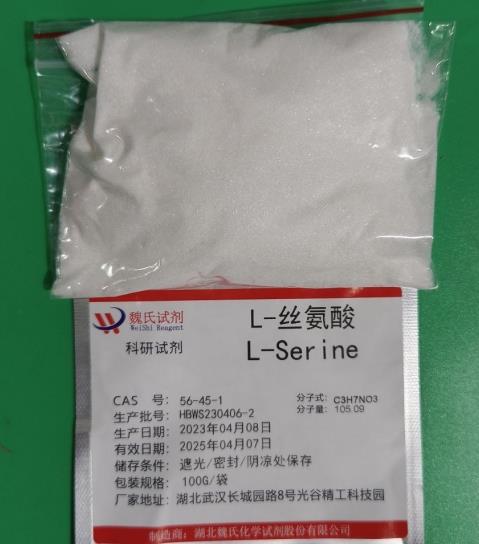 魏氏试剂
WeiShi Reagent
科研试剂
L-丝氨酸
L-Serine
CAS 号: 56-45-1
分子式: C3H7NO3
生产批号: HBWS230406-2
分子量: 105.09
生产日期: 2023年04月08日
有效日期: 2025年04月07日
储存条件: 遮光/密封/阴凉处保存
包装规格: 100G/袋
厂家地址: 湖北武汉长城园路8号光谷精工科技园
制造商: 湖北魏氏化学试剂股份有限公司